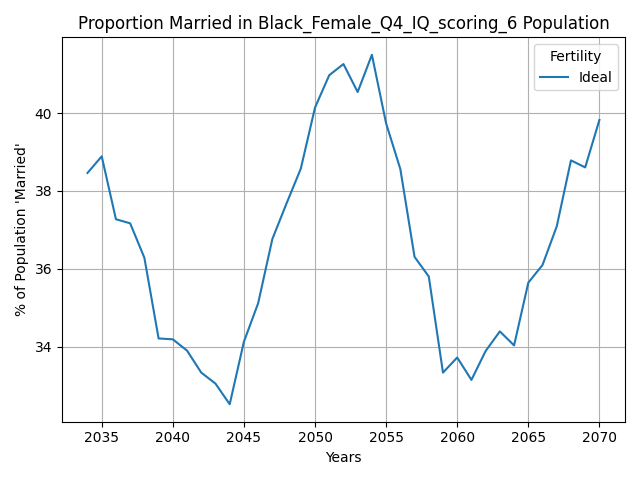 Proportion Married in Black_Female_Q4_IQ_scoring_6 Population
Fertility
Ideal
% of Population 'Married'
40
38
36
34
2035 2040 2045 2050 2055 2060 2065 2070
Years